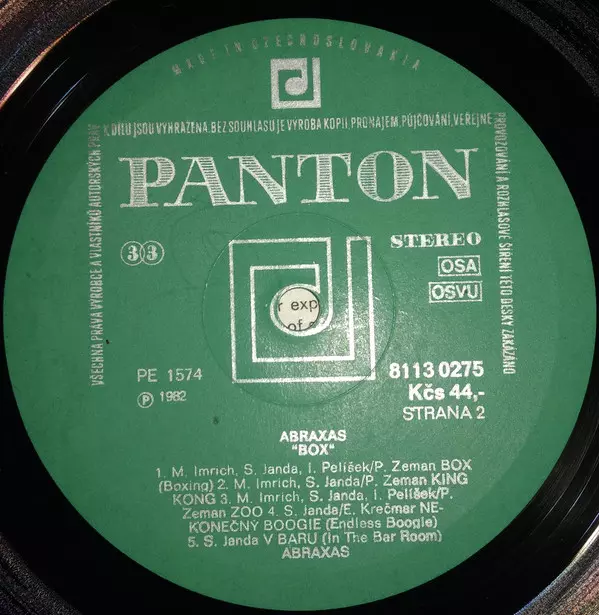 MADE IN CZECHOSLOVAKIA
VŠECHNA PRÁVA VÝROBCE A VLASTNÍKŮ AUTORSKÝCH PRÁV
K DÍLU JSOU VYHRAŽENA. BEZ SOUHLASU JE VÝROBA KOPIÍ, PRONÁJEM, PŮJČOVÁNÍ, VEŘEJNÉ
PROVOZOVÁNÍ A ROZHLASOVÉ ŠÍŘENÍ TÉTO DESKY ZAKÁZÁNO
PANTON
33
STEREO
OSA
OSVU
r exp
of
PE 1574
8113 0275
Ⓟ 1982
Kčs 44,-
STRANA 2
ABRAXAS
"BOX"
1. M. Imrich, S. Janda, I. Pelíšek/P. Zeman BOX
(Boxing) 2. M. Imrich, S. Janda/P. Zeman KING
KONG 3. M. Imrich, S. Janda, I. Pelíšek/P.
Zeman ZOO 4. S. Janda/E. Krečmar NE-
KONEČNÝ BOOGIE (Endless Boogie)
5. S. Janda V BARU (In The Bar Room)
ABRAXAS